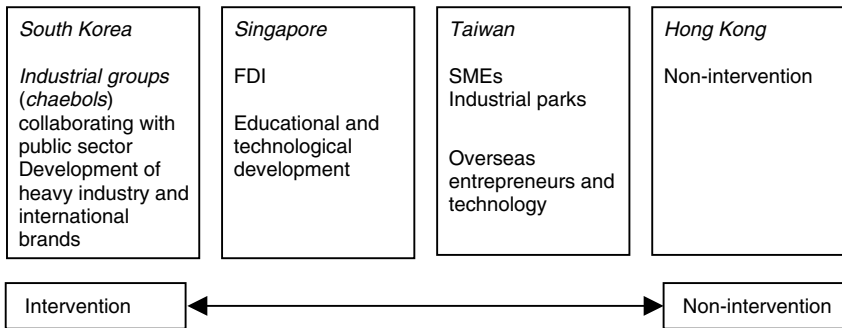 South Korea
Industrial groups
(chaebols)
collaborating with
public sector
Development of
heavy industry and
international
brands
Singapore
FDI
Educational and
technological
development
Taiwan
SMEs
Industrial parks
Overseas
entrepreneurs and
technology
Hong Kong
Non-intervention
Intervention
Non-intervention